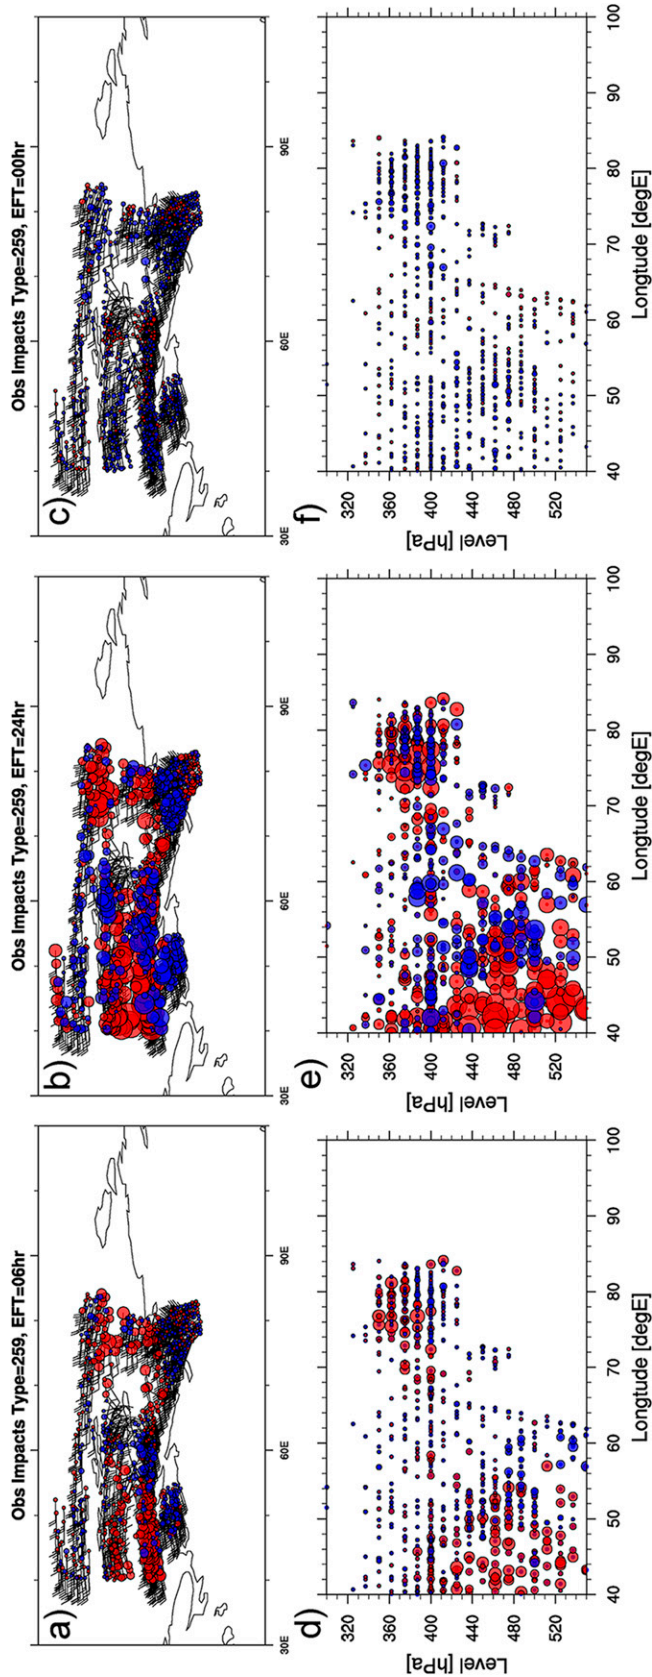 a)
Obs Impacts Type=259, EFT=06hr
30E
60E
90E
b)
Obs Impacts Type=259, EFT=24hr
30E
60E
90E
c)
Obs Impacts Type=259, EFT=00hr
30E
60E
90E
d)
Level [hPa]
320
360
400
440
480
520
40 50 60 70 80 90 100
Longtude [degE]
e)
Level [hPa]
320
360
400
440
480
520
40 50 60 70 80 90 100
Longtude [degE]
f)
Level [hPa]
320
360
400
440
480
520
40 50 60 70 80 90 100
Longtude [degE]